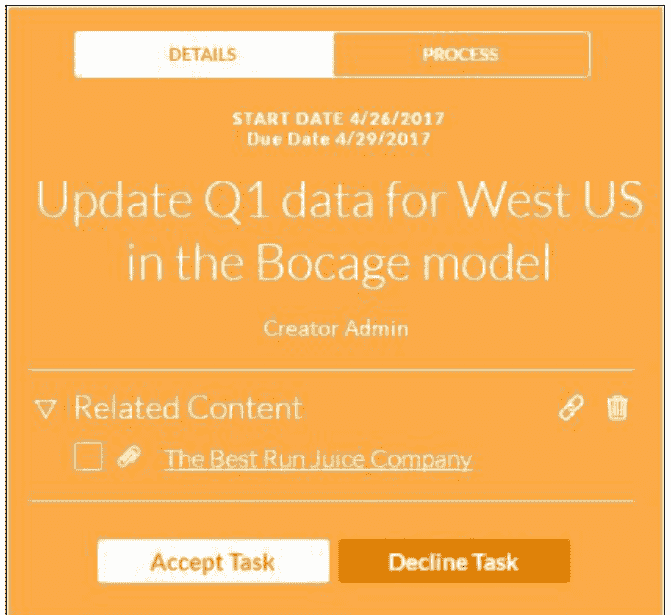 DETAILS
PROCESS
START DATE 4/26/2017
Due Date 4/29/2017
Update Q1 data for West US
in the Bocage model
Creator Admin
Related Content
The Best Run Juice Company
Accept Task
Decline Task